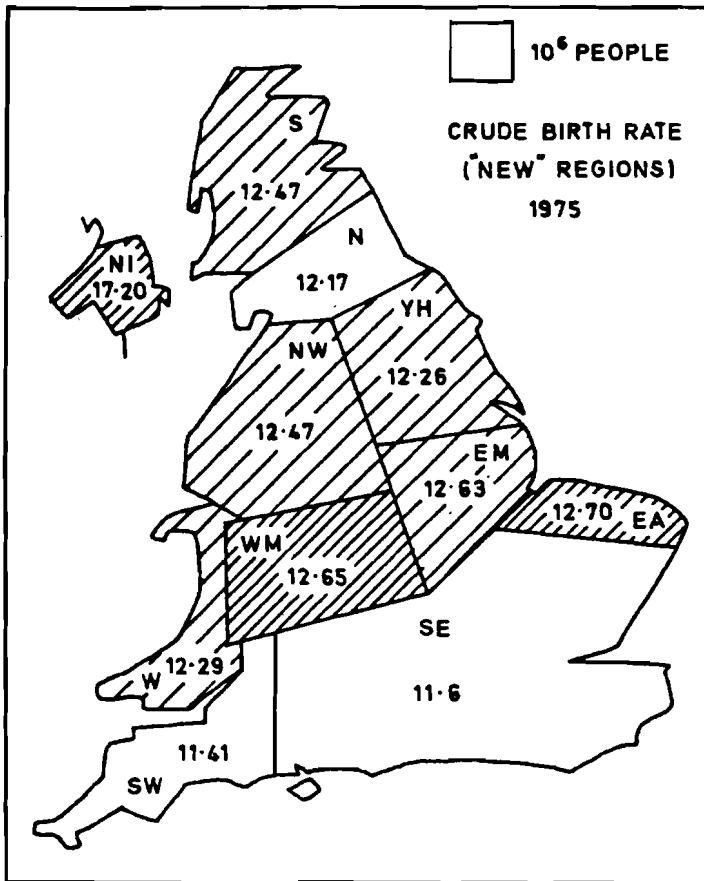 10⁶ PEOPLE
CRUDE BIRTH RATE
("NEW" REGIONS)
1975
S
12·47
N
12·17
NI
17·20
YH
12·26
NW
12·47
EM
12·63
12·70 EA
WM
12·65
SE
11·6
W 12·29
11·41
SW